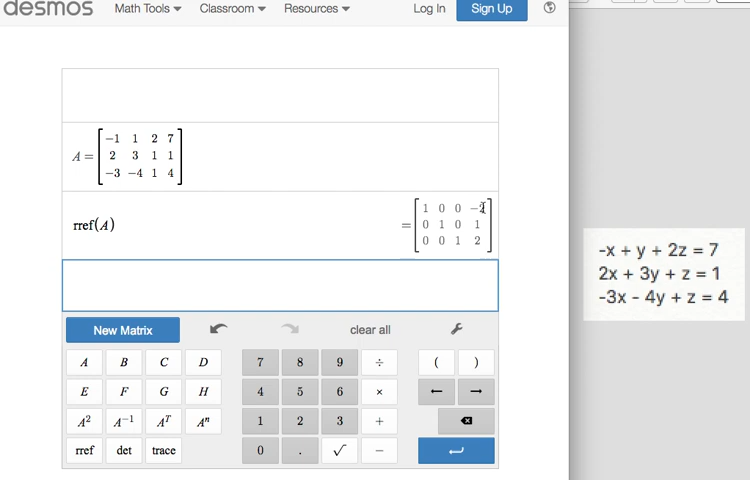 desmos Math Tools Classroom Resources Log In Sign Up
A = -1 1 2 7
2 3 1 1
-3 -4 1 4
rref(A) = 1 0 0 -2
0 1 0 1
0 0 1 2
-x + y + 2z = 7
2x + 3y + z = 1
-3x - 4y + z = 4
New Matrix clear all
A B C D 7 8 9 ÷ ( )
E F G H 4 5 6 × ← →
A² A⁻¹ Aᵀ Aⁿ 1 2 3 +
rref det trace 0 . √ −